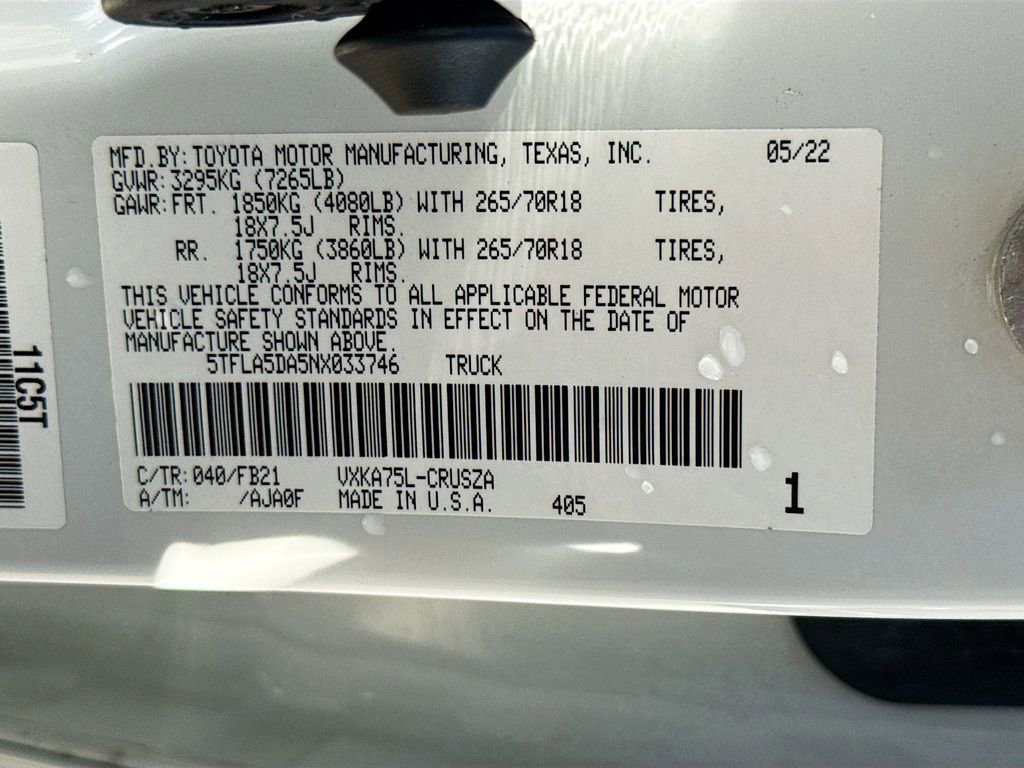 MFD.BY:TOYOTA MOTOR MANUFACTURING, TEXAS, INC. 05/22
GVWR:3295KG (7265LB)
GAWR:FRT. 1850KG (4080LB) WITH 265/70R18 TIRES,
18X7.5J RIMS.
RR. 1750KG (3860LB) WITH 265/70R18 TIRES,
18X7.5J RIMS.
THIS VEHICLE CONFORMS TO ALL APPLICABLE FEDERAL MOTOR
VEHICLE SAFETY STANDARDS IN EFFECT ON THE DATE OF
MANUFACTURE SHOWN ABOVE.
5TFLA5DA5NX033746 TRUCK
C/TR:040/FB21 VXKA75L-CRUSZA
A/TM: /AJA0F MADE IN U.S.A. 405 1
11C5T